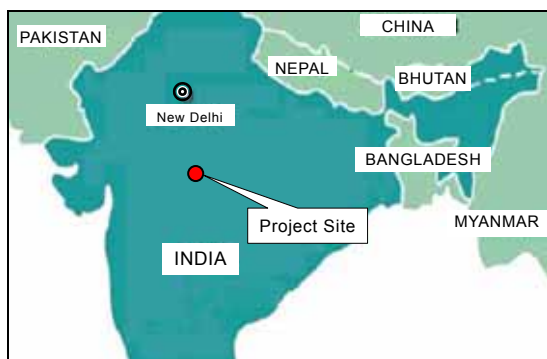 CHINA
PAKISTAN
NEPAL
BHUTAN
New Delhi
BANGLADESH
Project Site
MYANMAR
INDIA